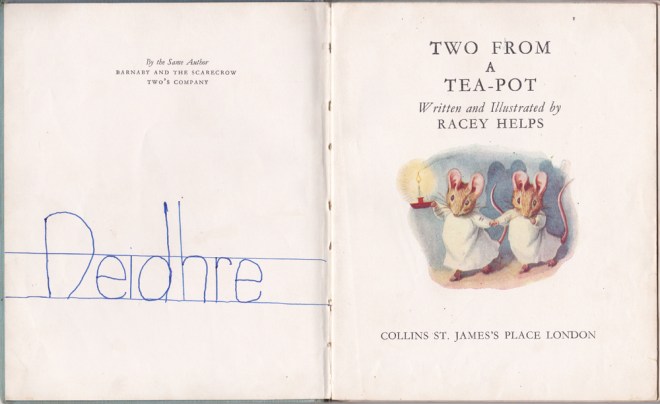 By the Same Author
BARNABY AND THE SCARECROW
TWO'S COMPANY
Deidhre
TWO FROM
A
TEA-POT
Written and Illustrated by
RACEY HELPS
COLLINS ST. JAMES'S PLACE LONDON